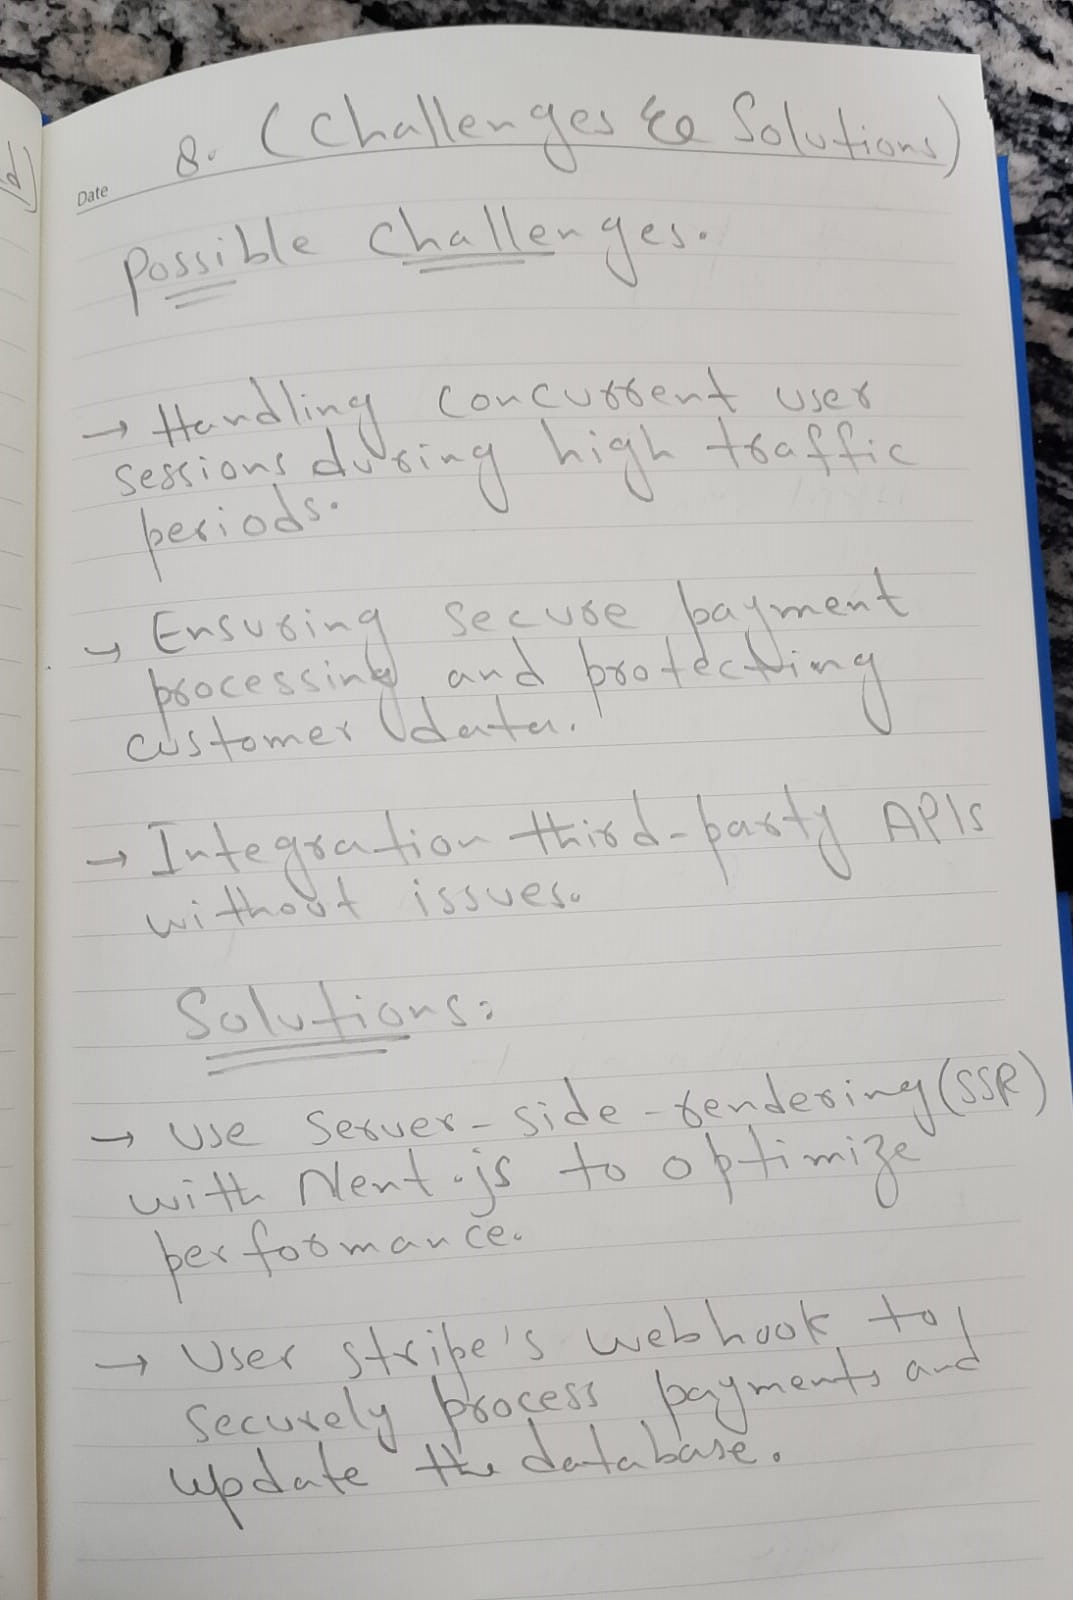 8. (Challenges & Solutions)
Date
Possible Challenges.
→ Handling concurrent user
sessions during high traffic
periods.
→ Ensuring secure payment
processing and protecting
customer data.
→ Integration third-party APIs
without issues.
Solutions:
→ Use Server-side-rendering (SSR)
with Next.js to optimize
performance.
→ User stripe's webhook to
securely process payments and
update the database.